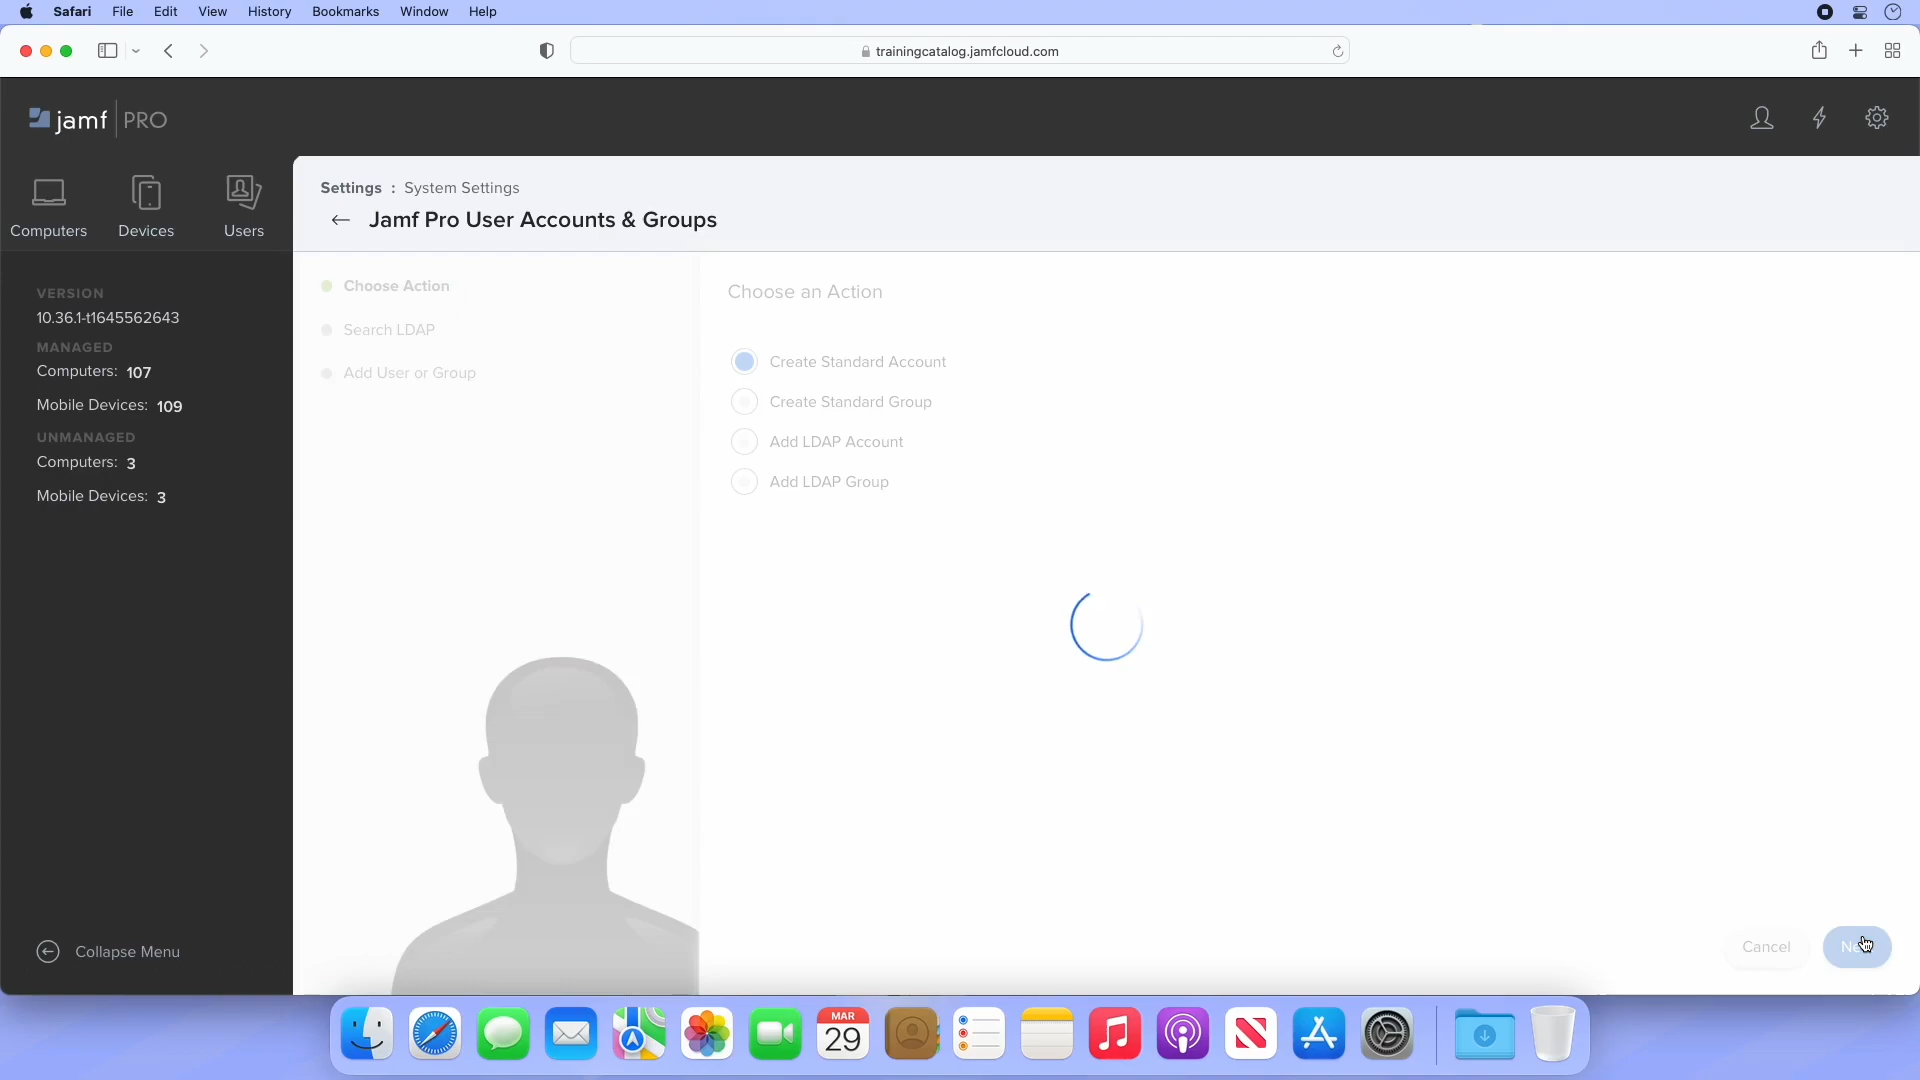 Safari File Edit View History Bookmarks Window Help
trainingcatalog.jamfcloud.com
jamf PRO
Computers Devices Users
Settings : System Settings
← Jamf Pro User Accounts & Groups
VERSION
10.36.1-t1645562643
MANAGED
Computers: 107
Mobile Devices: 109
UNMANAGED
Computers: 3
Mobile Devices: 3
Collapse Menu
Choose Action
Search LDAP
Add User or Group
Choose an Action
Create Standard Account
Create Standard Group
Add LDAP Account
Add LDAP Group
Cancel
MAR
29